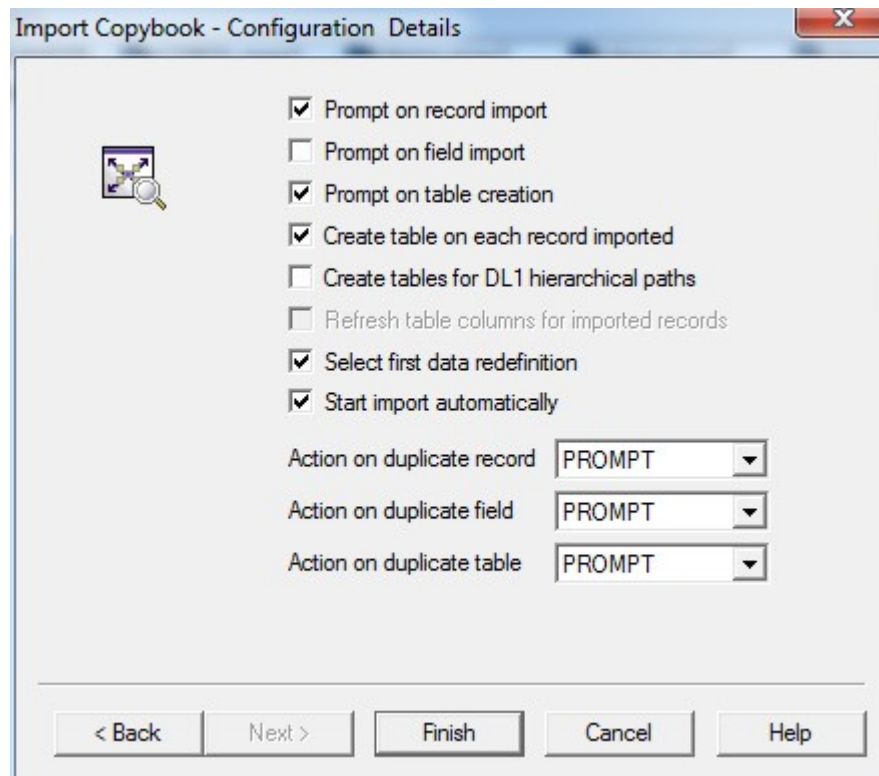 Import Copybook - Configuration Details
Prompt on record import
Prompt on field import
Prompt on table creation
Create table on each record imported
Create tables for DL1 hierarchical paths
Refresh table columns for imported records
Select first data redefinition
Start import automatically
Action on duplicate record PROMPT
Action on duplicate field PROMPT
Action on duplicate table PROMPT
< Back Next > Finish Cancel Help